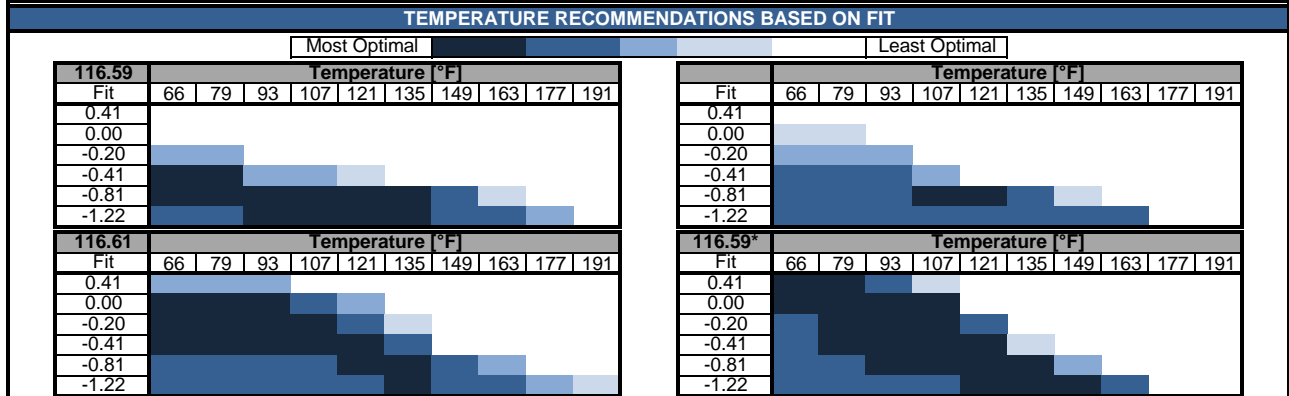 TEMPERATURE RECOMMENDATIONS BASED ON FIT
Most Optimal Least Optimal
116.59 Temperature [°F]
Fit 66 79 93 107 121 135 149 163 177 191
0.41
0.00
-0.20
-0.41
-0.81
-1.22
Temperature [°F]
Fit 66 79 93 107 121 135 149 163 177 191
0.41
0.00
-0.20
-0.41
-0.81
-1.22
116.61 Temperature [°F]
Fit 66 79 93 107 121 135 149 163 177 191
0.41
0.00
-0.20
-0.41
-0.81
-1.22
116.59* Temperature [°F]
Fit 66 79 93 107 121 135 149 163 177 191
0.41
0.00
-0.20
-0.41
-0.81
-1.22